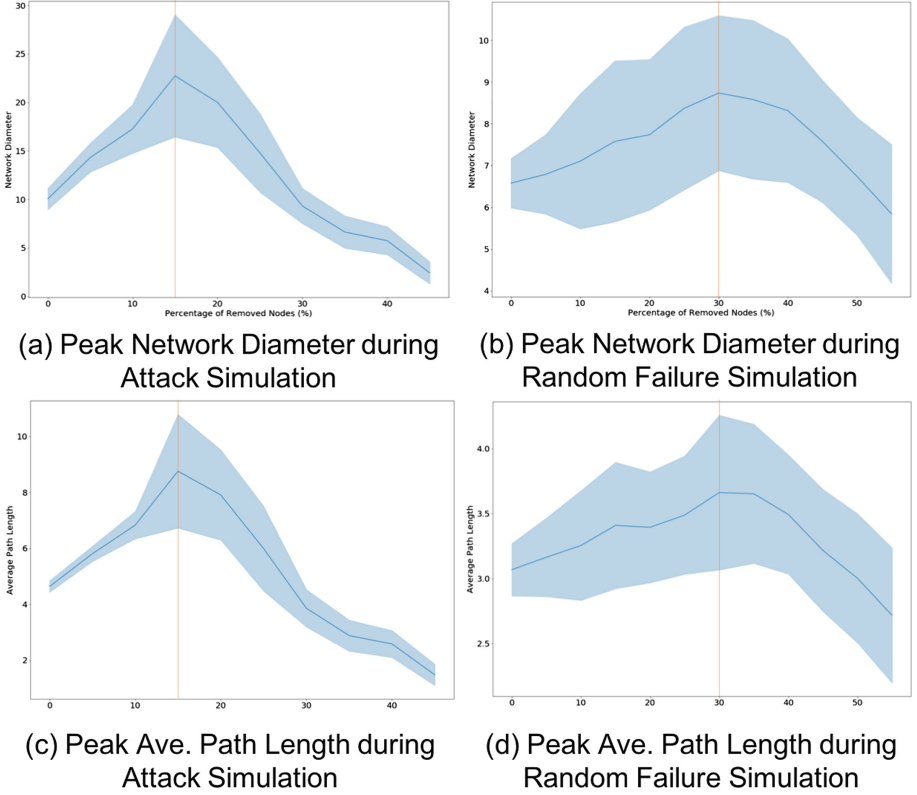 30
25
20
15
10
5
0
Network Diameter
0 10 20 30 40
Percentage of Removed Nodes (%)
(a) Peak Network Diameter during
Attack Simulation
10
9
8
7
6
5
4
Network Diameter
0 10 20 30 40 50
Percentage of Removed Nodes (%)
(b) Peak Network Diameter during
Random Failure Simulation
10
8
6
4
2
Average Path Length
0 10 20 30 40
(c) Peak Ave. Path Length during
Attack Simulation
4.0
3.5
3.0
2.5
Average Path Length
0 10 20 30 40 50
(d) Peak Ave. Path Length during
Random Failure Simulation